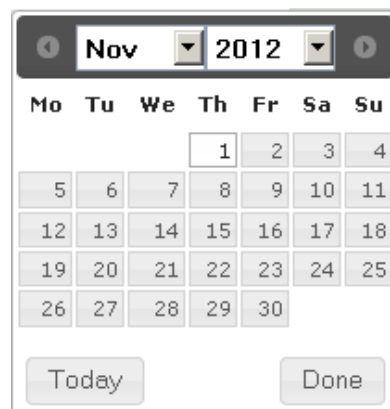 Nov 2012
Mo Tu We Th Fr Sa Su
1 2 3 4
5 6 7 8 9 10 11
12 13 14 15 16 17 18
19 20 21 22 23 24 25
26 27 28 29 30
Today Done